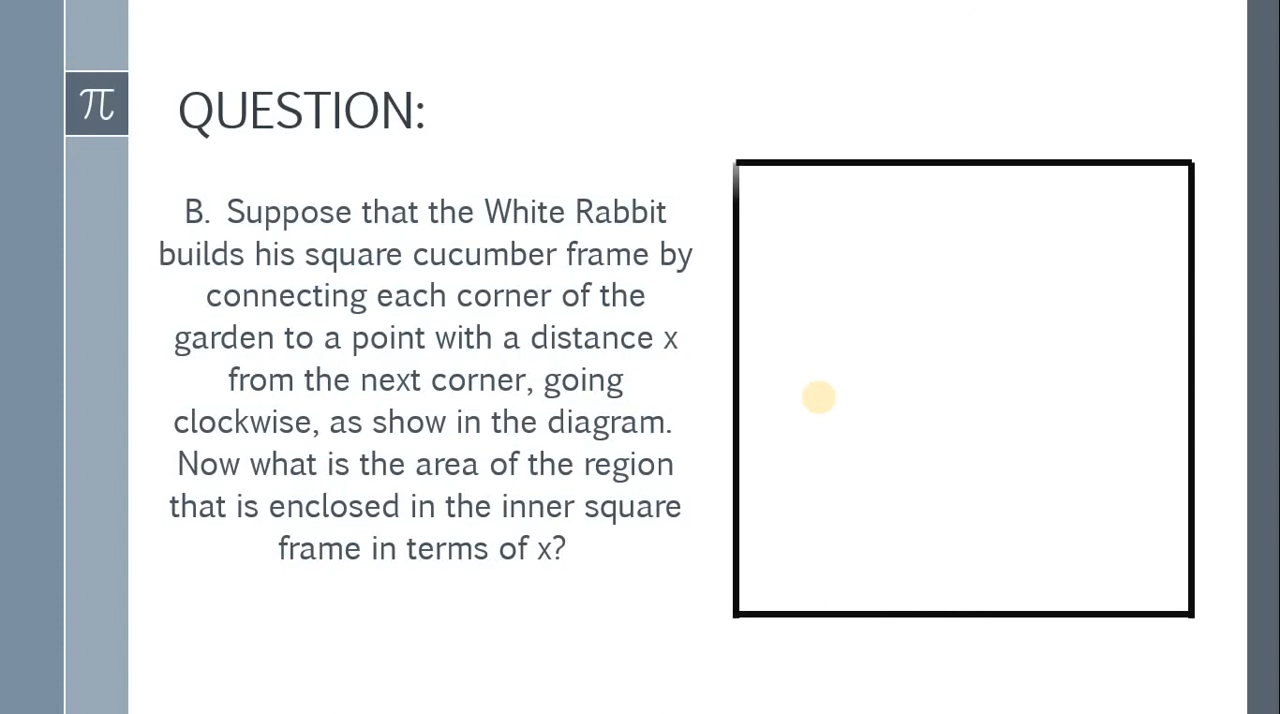 π
QUESTION:
B. Suppose that the White Rabbit
builds his square cucumber frame by
connecting each corner of the
garden to a point with a distance x
from the next corner, going
clockwise, as show in the diagram.
Now what is the area of the region
that is enclosed in the inner square
frame in terms of x?